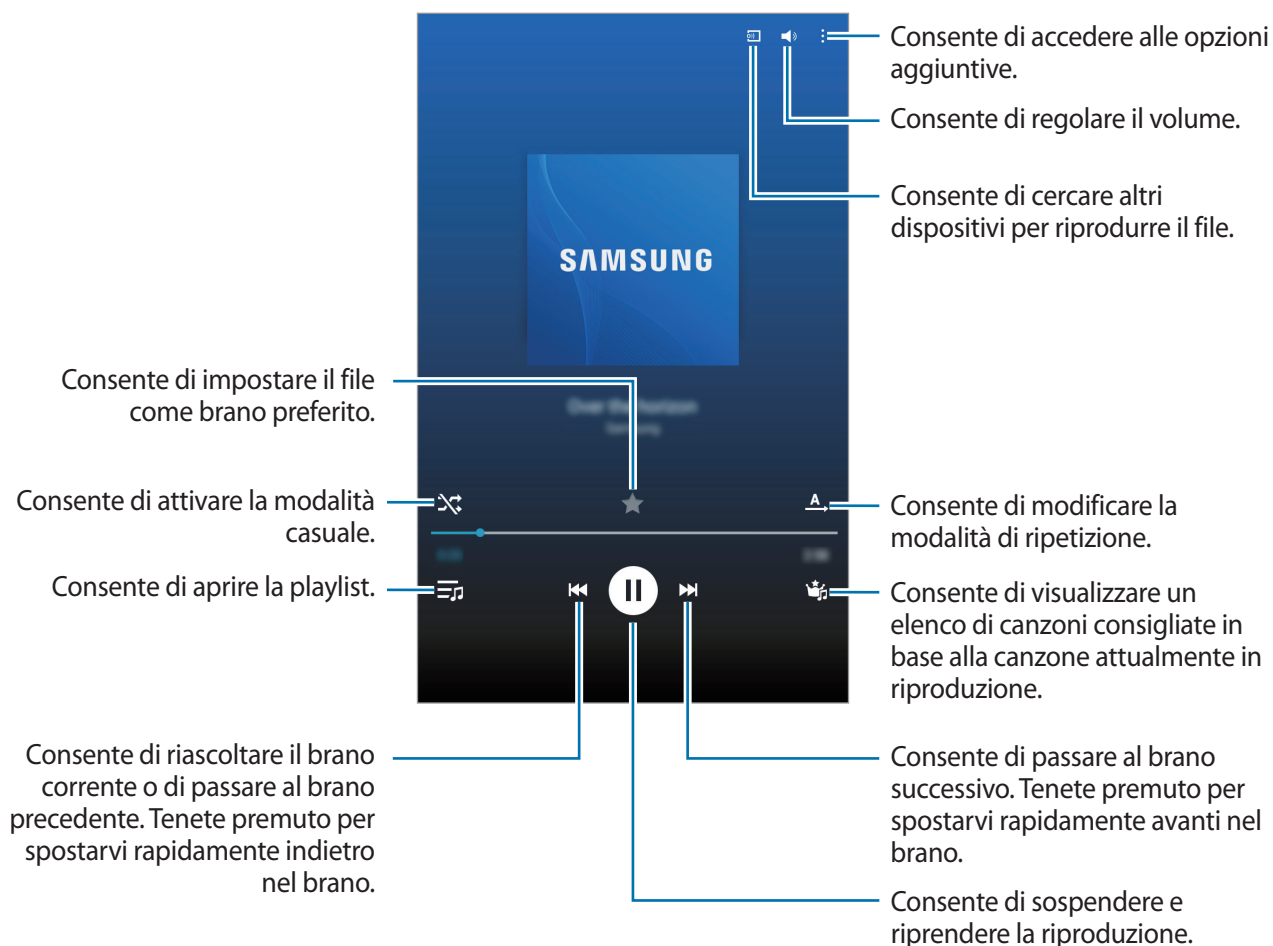 Consente di accedere alle opzioni
aggiuntive.
Consente di regolare il volume.
Consente di cercare altri
dispositivi per riprodurre il file.
SAMSUNG
Consente di impostare il file
come brano preferito.
Over the horizon
Samsung
Consente di attivare la modalità
casuale.
A
Consente di modificare la
modalità di ripetizione.
Consente di aprire la playlist.
Consente di visualizzare un
elenco di canzoni consigliate in
base alla canzone attualmente in
riproduzione.
Consente di riascoltare il brano
corrente o di passare al brano
precedente. Tenete premuto per
spostarvi rapidamente indietro
nel brano.
Consente di passare al brano
successivo. Tenete premuto per
spostarvi rapidamente avanti nel
brano.
Consente di sospendere e
riprendere la riproduzione.